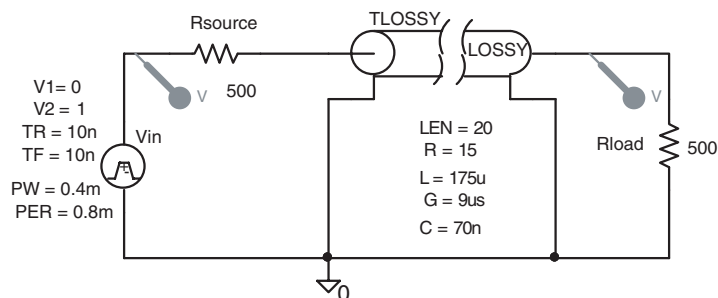 Rsource
TLOSSY
LOSSY
V
500
V
V1= 0
V2 = 1
TR = 10n
TF = 10n
Vin
+
-
PW = 0.4m
PER = 0.8m
LEN = 20
R = 15
L = 175u
G = 9us
C = 70n
Rload
500
0